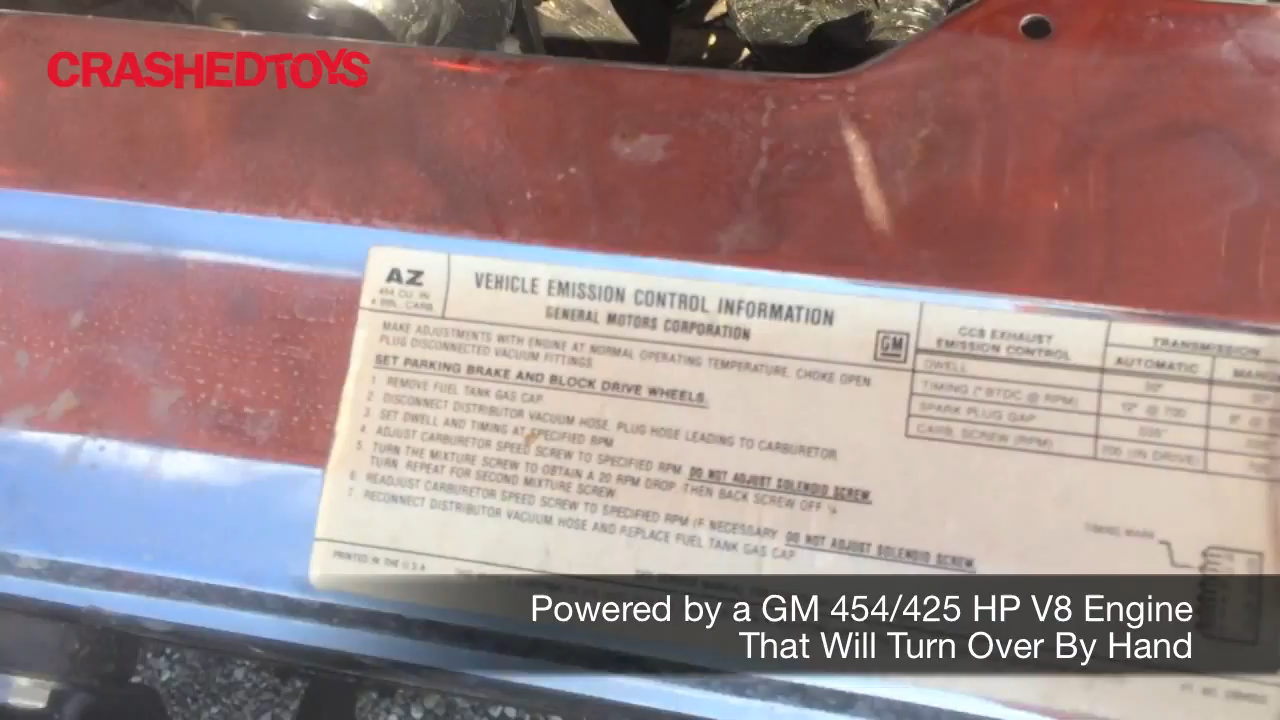 CRASHEDTOYS
AZ
454 CU. IN.
4 BBL. CARB.
VEHICLE EMISSION CONTROL INFORMATION
GENERAL MOTORS CORPORATION
GM
MAKE ADJUSTMENTS WITH ENGINE AT NORMAL OPERATING TEMPERATURE, CHOKE OPEN
PLUG DISCONNECTED VACUUM FITTINGS
SET PARKING BRAKE AND BLOCK DRIVE WHEELS.
1. REMOVE FUEL TANK GAS CAP
2. DISCONNECT DISTRIBUTOR VACUUM HOSE, PLUG HOSE LEADING TO CARBURETOR
3. SET DWELL AND TIMING AT SPECIFIED RPM
4. ADJUST CARBURETOR SPEED SCREW TO SPECIFIED RPM. DO NOT ADJUST SOLENOID SCREW.
5. TURN THE MIXTURE SCREW TO OBTAIN A 20 RPM DROP, THEN BACK SCREW OFF ¼
TURN. REPEAT FOR SECOND MIXTURE SCREW
6. READJUST CARBURETOR SPEED SCREW TO SPECIFIED RPM IF NECESSARY. DO NOT ADJUST SOLENOID SCREW.
7. RECONNECT DISTRIBUTOR VACUUM HOSE AND REPLACE FUEL TANK GAS CAP
PRINTED IN THE U.S.A.
CCS EXHAUST
EMISSION CONTROL
TRANSMISSION
AUTOMATIC
DWELL
30°
TIMING (° BTDC @ RPM)
12° @ 700
SPARK PLUG GAP
.035"
CARB. SCREW (RPM)
700 (IN DRIVE)
Powered by a GM 454/425 HP V8 Engine
That Will Turn Over By Hand